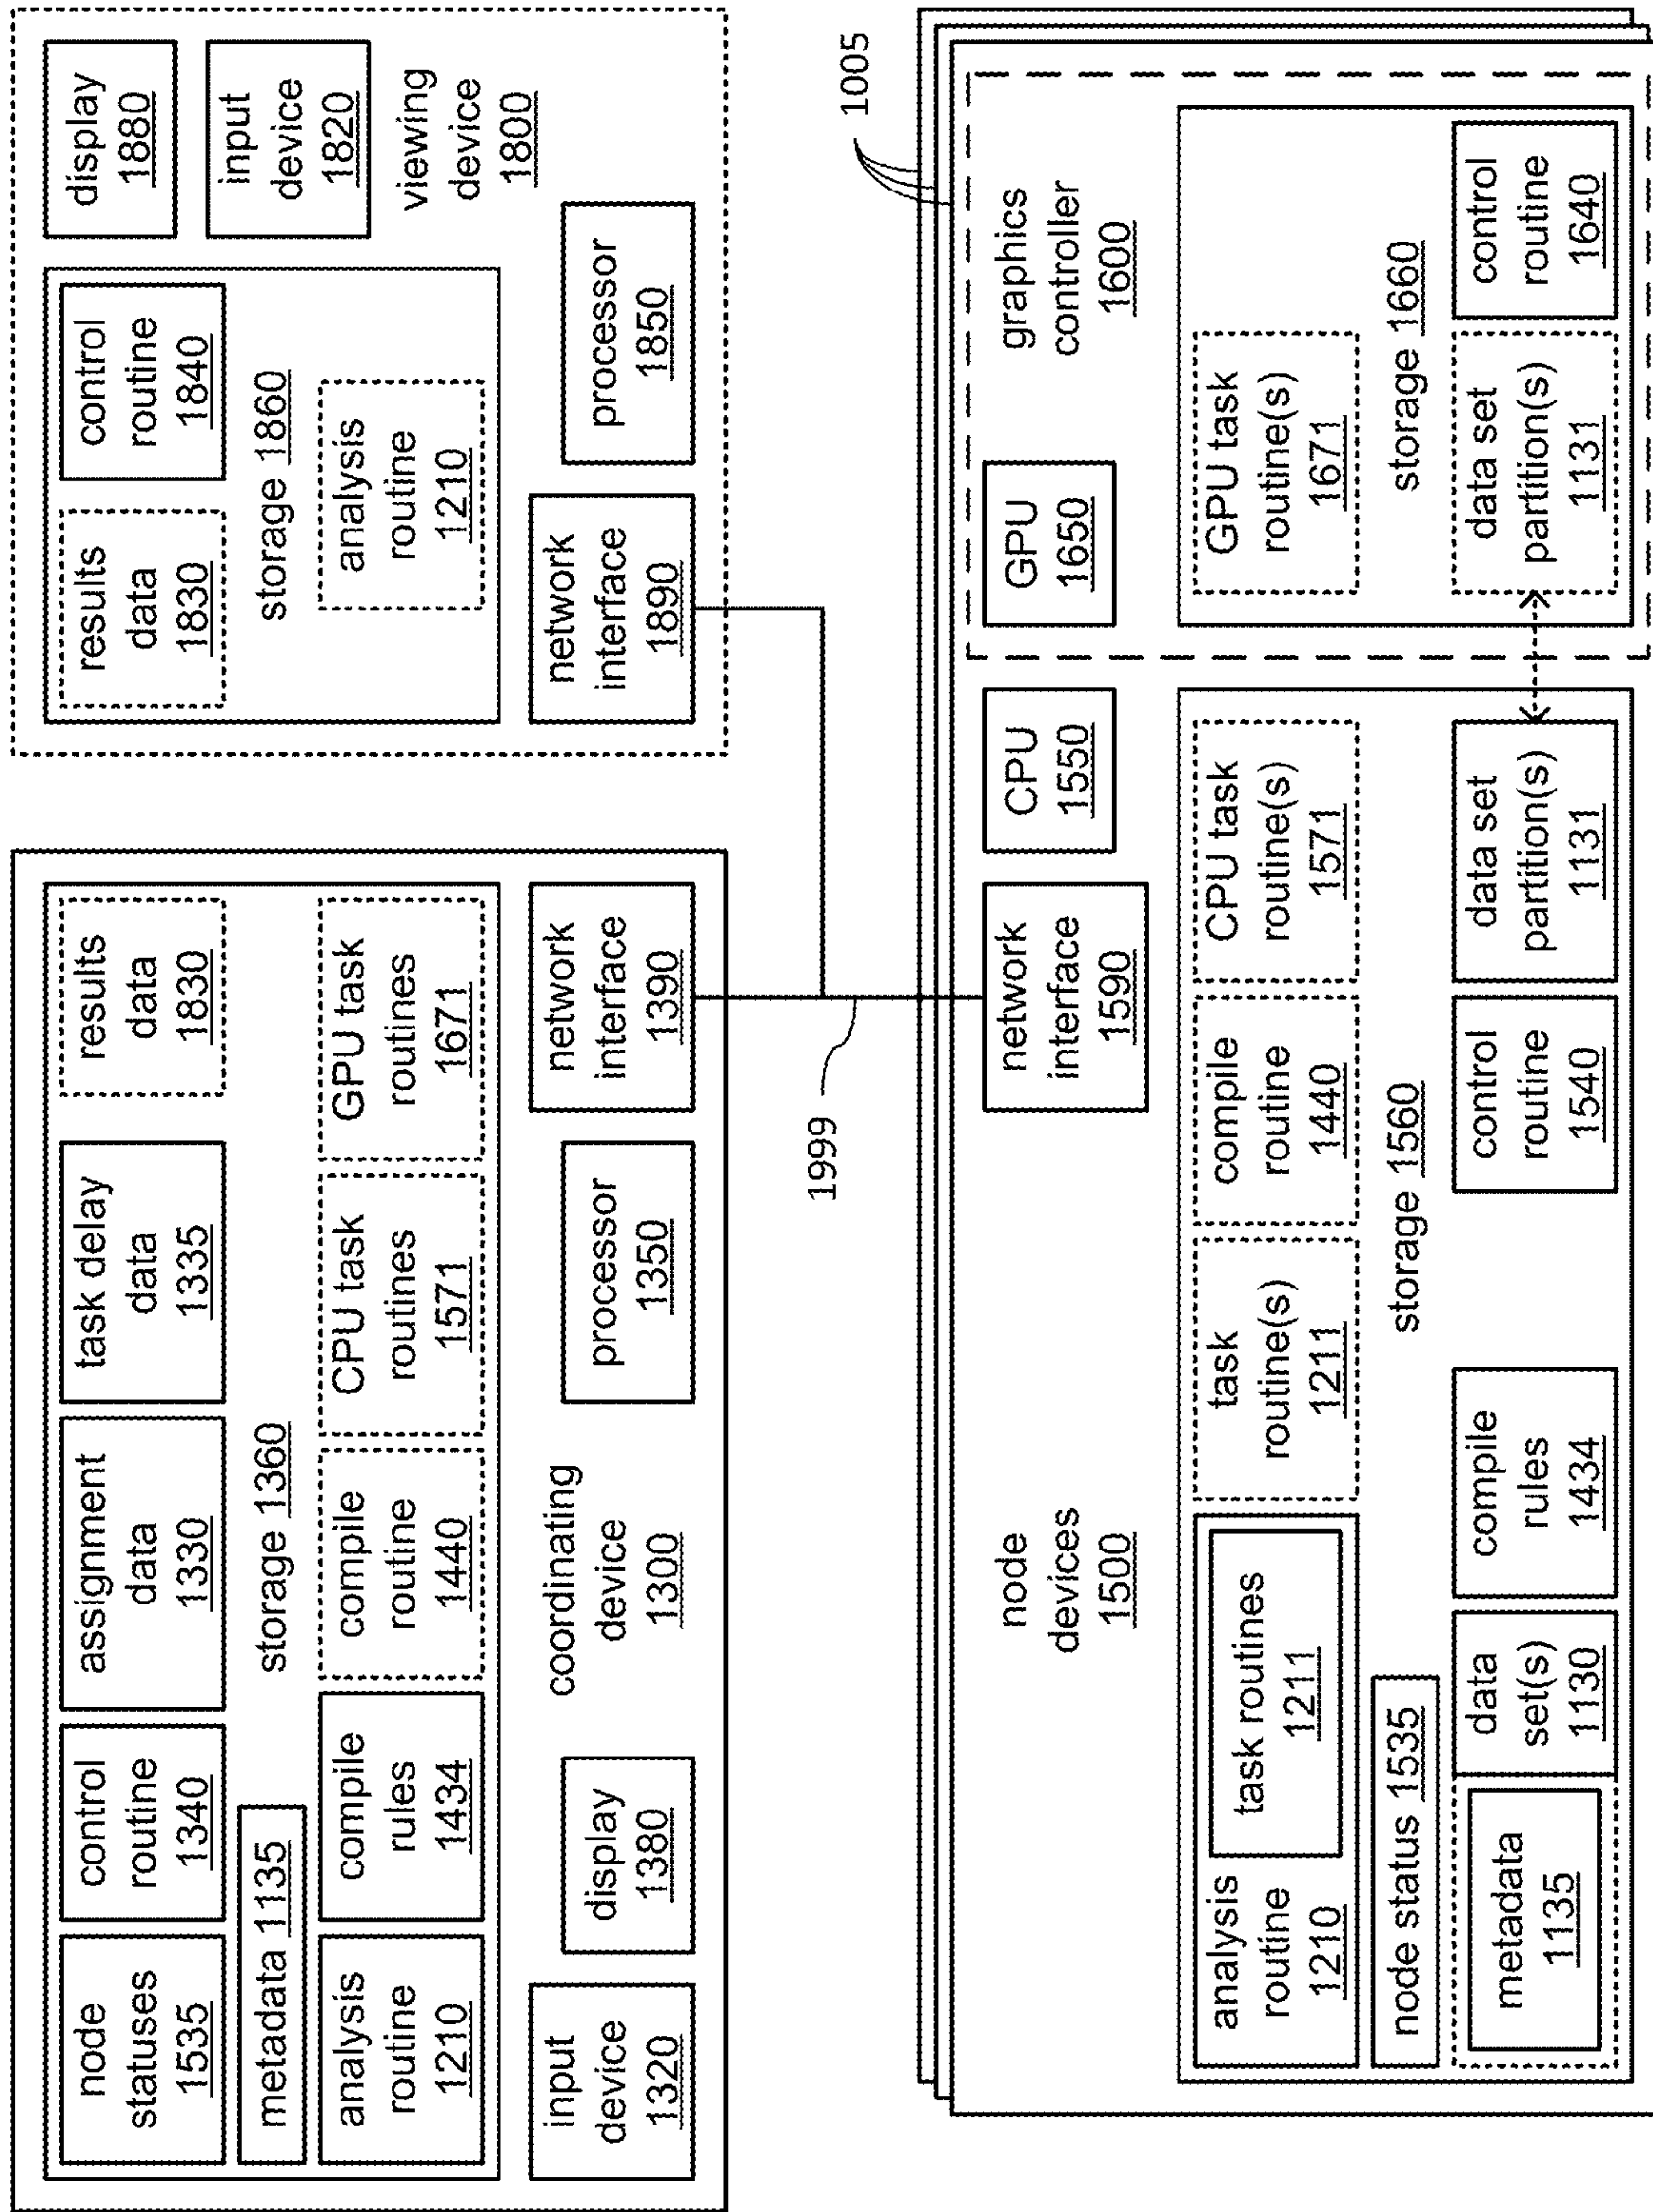 node
statuses
1535
control
routine
1340
assignment
data
1330
task delay
data
1335
results
data
1830
metadata 1135
storage 1360
analysis
routine
1210
compile
rules
1434
compile
routine
1440
CPU task
routines
1571
GPU task
routines
1671
input
device
1320
display
1380
coordinating
device
1300
processor
1350
network
interface
1390
results
data
1830
control
routine
1840
storage 1860
analysis
routine
1210
display
1880
input
device
1820
viewing
device
1800
network
interface
1890
processor
1850
1999
1005
node
devices
1500
network
interface
1590
CPU
1550
analysis
routine
1210
task routines
1211
task
routine(s)
1211
compile
routine
1440
CPU task
routine(s)
1571
node status 1535
storage 1560
metadata
1135
data
set(s)
1130
compile
rules
1434
control
routine
1540
data set
partition(s)
1131
GPU
1650
graphics
controller
1600
GPU task
routine(s)
1671
storage 1660
data set
partition(s)
1131
control
routine
1640